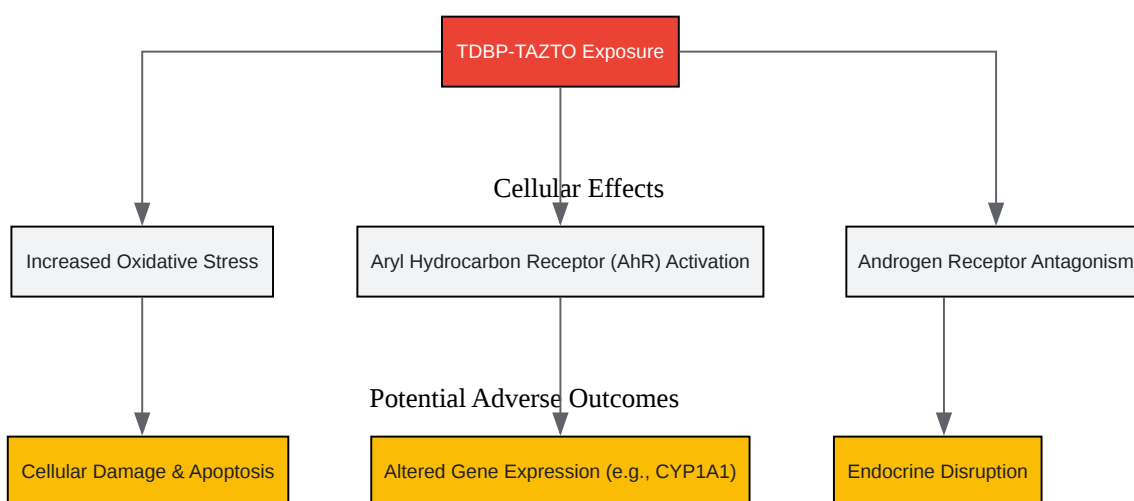 TDBP-TAZTO Exposure
Cellular Effects
Increased Oxidative Stress
Aryl Hydrocarbon Receptor (AhR) Activation
Androgen Receptor Antagonism
Potential Adverse Outcomes
Cellular Damage & Apoptosis
Altered Gene Expression (e.g., CYP1A1)
Endocrine Disruption